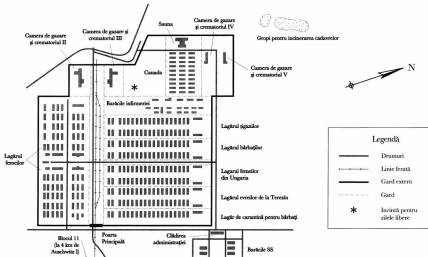 Sauna
Camera de gazare
și crematoriul IV
Camera de gazare
și crematoriul III
Camera de gazare
și crematoriul II
Gropi pentru incinerarea cadavrelor
Camera de gazare
și crematoriul V
Canada
N
Barăcile infirmeriei
Lagărul țiganilor
Lagărul bărbaților
Lagărul femeilor
din Ungaria
Lagărul
femeilor
Lagărul evreilor de la Terezin
Lagăr de carantină pentru bărbați
Legendă
Drumuri
Linie ferată
Gard extern
Gard
Incintă pentru
zilele libere
Blocul 11
(la 4 km de
Auschwitz I)
Poarta
Principală
Clădirea
administrației
Barăcile SS